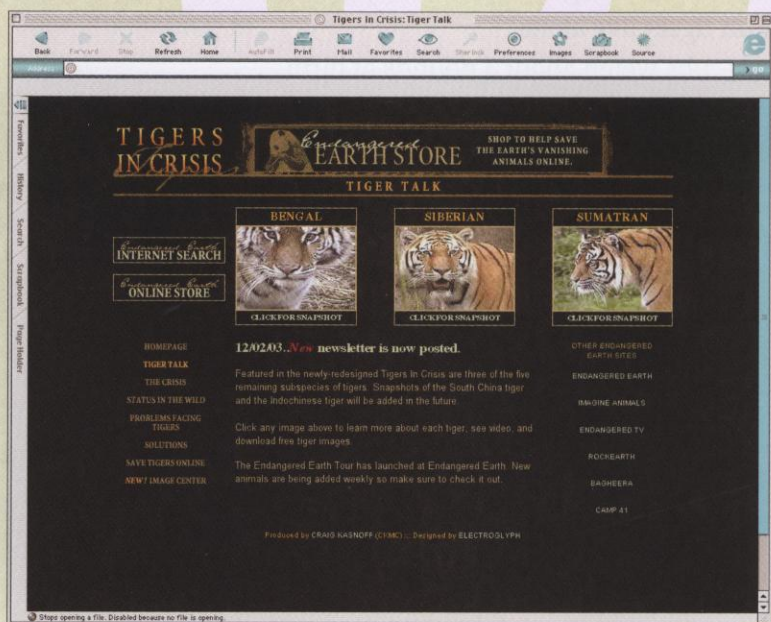 Tigers In Crisis: Tiger Talk
Back
Forward
Stop
Refresh
Home
AutoFill
Print
Mail
Favorites
Search
Preferences
Images
Scrapbook
Source
Address
go
Favorites
History
Search
Scrapbook
Page Holder
TIGERS
IN CRISIS
Endangered
EARTH STORE
SHOP TO HELP SAVE
THE EARTH'S VANISHING
ANIMALS ONLINE.
TIGER TALK
Endangered Earth
INTERNET SEARCH
Endangered Earth
ONLINE STORE
BENGAL
CLICK FOR SNAPSHOT
SIBERIAN
CLICK FOR SNAPSHOT
SUMATRAN
CLICK FOR SNAPSHOT
HOMEPAGE
TIGER TALK
THE CRISIS
STATUS IN THE WILD
PROBLEMS FACING
TIGERS
SOLUTIONS
SAVE TIGERS ONLINE
NEW! IMAGE CENTER
12/02/03..New newsletter is now posted.
Featured in the newly-redesigned Tigers In Crisis are three of the five
remaining subspecies of tigers. Snapshots of the South China tiger
and the Indochinese tiger will be added in the future.
Click any image above to learn more about each tiger, see video, and
download free tiger images.
The Endangered Earth Tour has launched at Endangered Earth. New
animals are being added weekly so make sure to check it out.
OTHER ENDANGERED
EARTH SITES
ENDANGERED EARTH
IMAGINE ANIMALS
ENDANGERED TV
ROCKEARTH
BAGHEERA
CAMP 41
Produced by CRAIG KASNOFF (CYMC) ::: Designed by ELECTROGLYPH
Stops opening a file. Disabled because no file is opening.